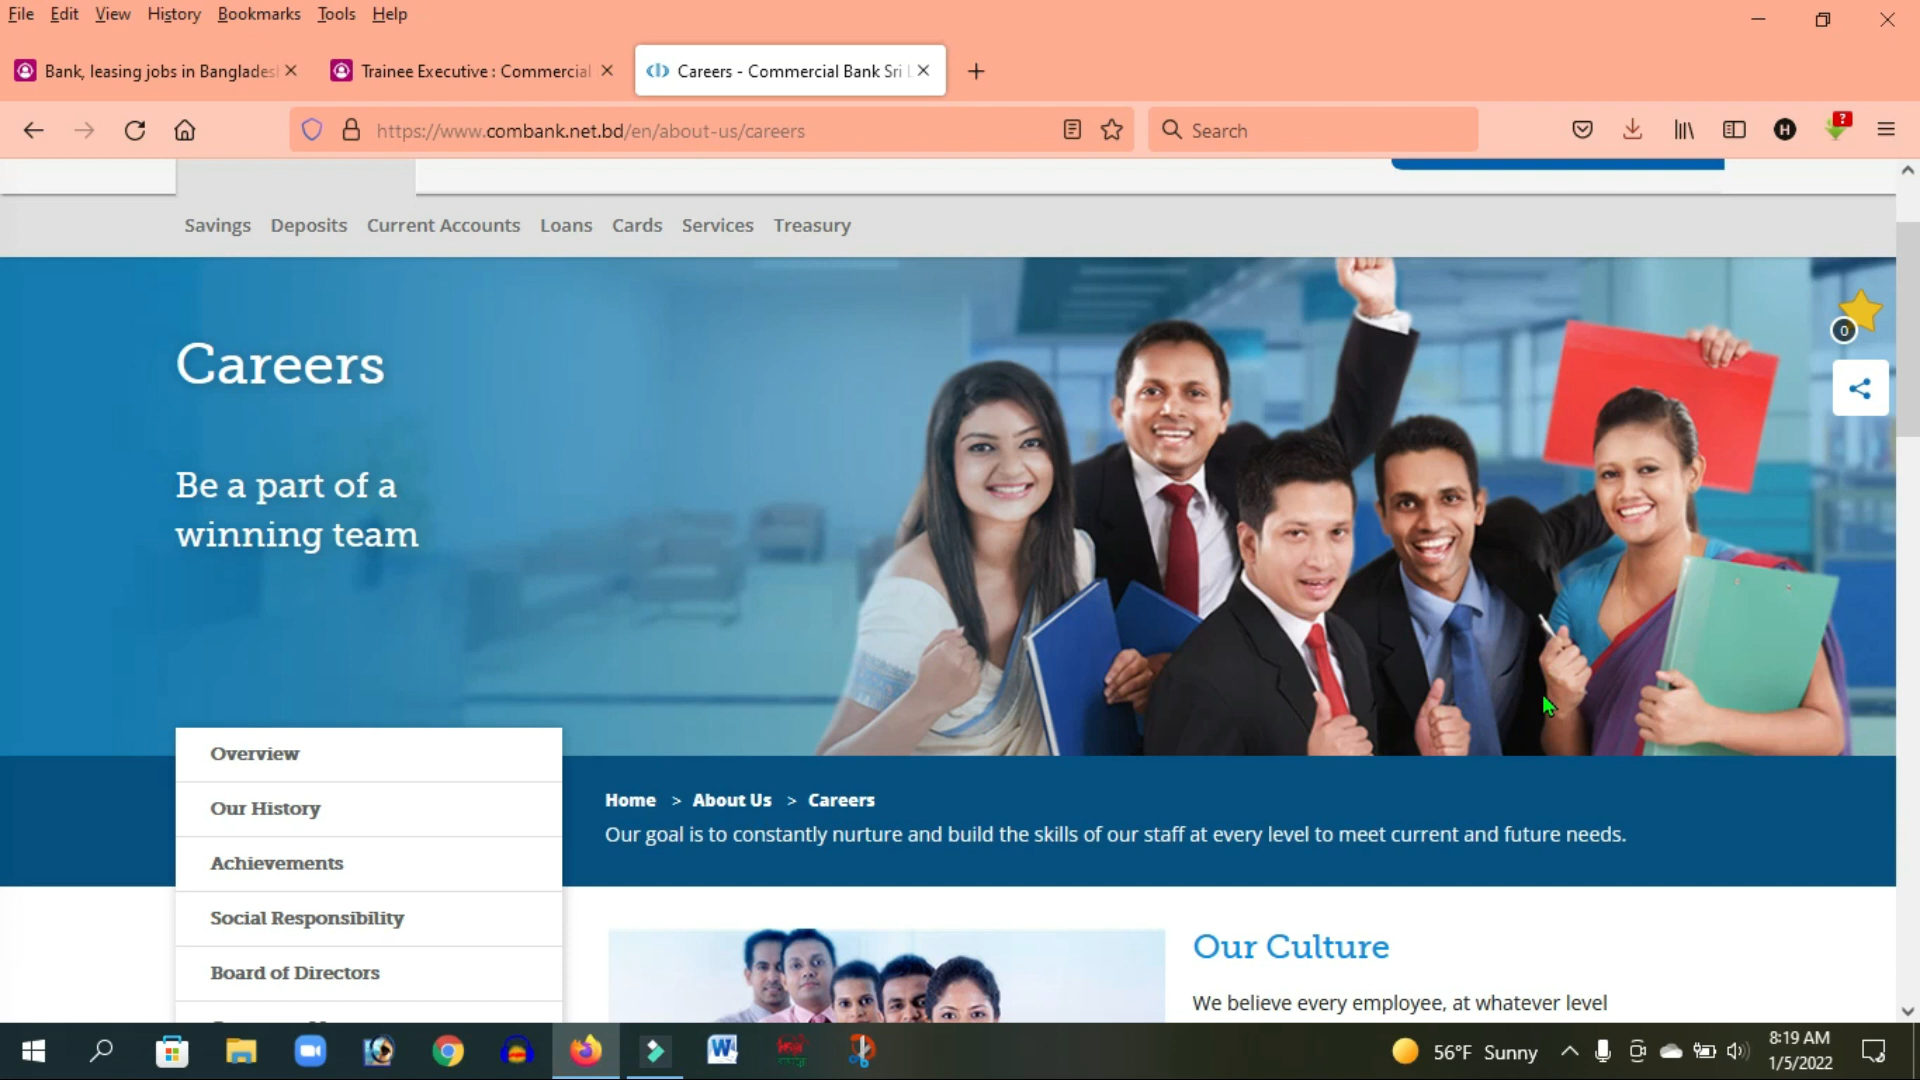 File Edit View History Bookmarks Tools Help
Bank, leasing jobs in Banglades
Trainee Executive : Commercial
Careers - Commercial Bank Sri L
https://www.combank.net.bd/en/about-us/careers
Search
?
H
Savings Deposits Current Accounts Loans Cards Services Treasury
Careers
0
Be a part of a
winning team
Overview
Our History
Achievements
Social Responsibility
Board of Directors
Home > About Us > Careers
Our goal is to constantly nurture and build the skills of our staff at every level to meet current and future needs.
Our Culture
We believe every employee, at whatever level
56°F Sunny
8:19 AM
1/5/2022